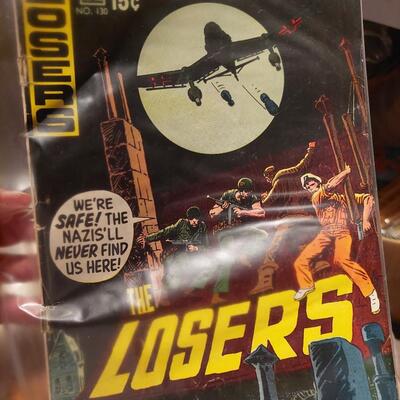 15¢
NO. 130
LOSERS
WE'RE
SAFE! THE
NAZIS'LL
NEVER FIND
US HERE!
THE
LOSERS